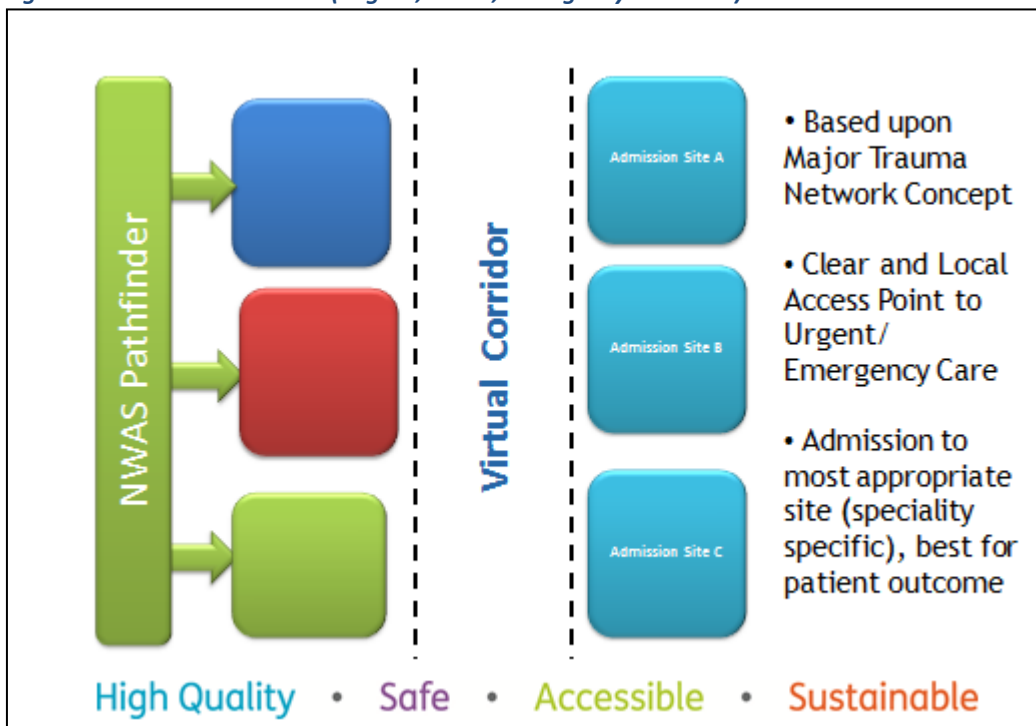 NWAS Pathfinder
Virtual Corridor
Admission Site A
Admission Site B
Admission Site C
• Based upon
Major Trauma
Network Concept
• Clear and Local
Access Point to
Urgent/
Emergency Care
• Admission to
most appropriate
site (speciality
specific), best for
patient outcome
High Quality • Safe • Accessible • Sustainable